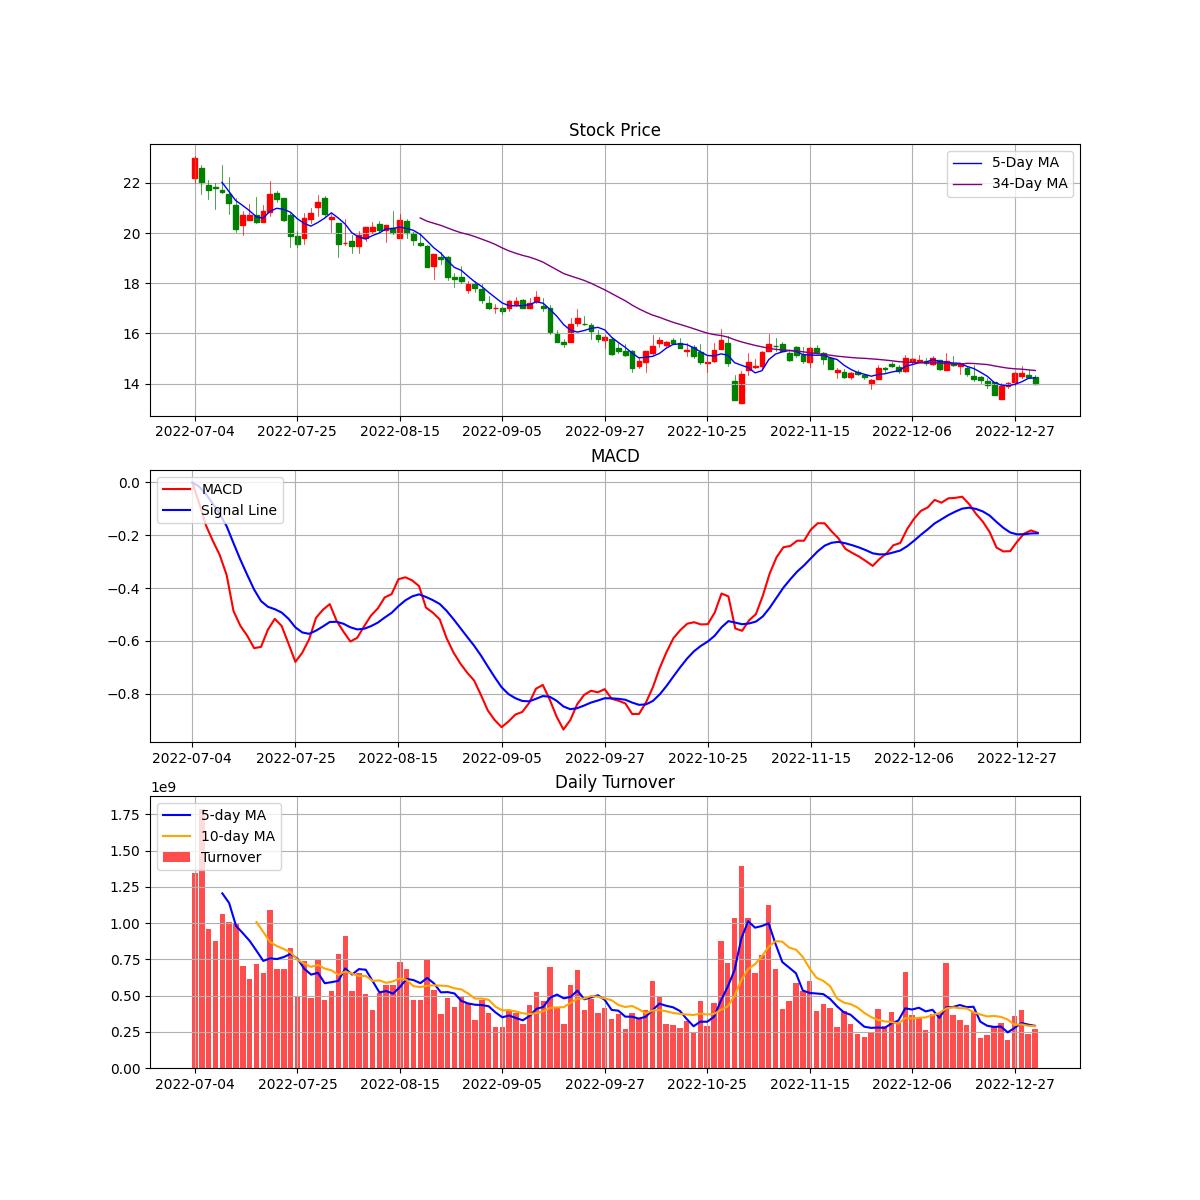 Stock Price
5-Day MA
34-Day MA
22
20
18
16
14
2022-07-04 2022-07-25 2022-08-15 2022-09-05 2022-09-27 2022-10-25 2022-11-15 2022-12-06 2022-12-27
MACD
MACD
Signal Line
0.0
−0.2
−0.4
−0.6
−0.8
2022-07-04 2022-07-25 2022-08-15 2022-09-05 2022-09-27 2022-10-25 2022-11-15 2022-12-06 2022-12-27
Daily Turnover
1e9
5-day MA
10-day MA
Turnover
1.75
1.50
1.25
1.00
0.75
0.50
0.25
0.00
2022-07-04 2022-07-25 2022-08-15 2022-09-05 2022-09-27 2022-10-25 2022-11-15 2022-12-06 2022-12-27